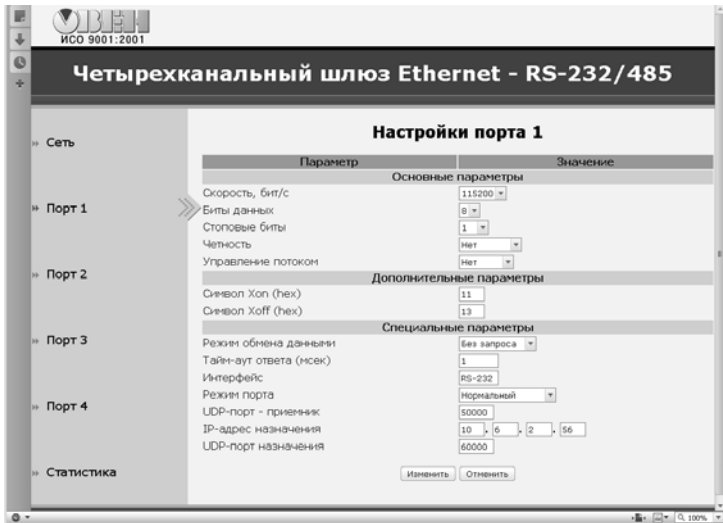 ОВЕН
ИСО 9001:2001
Четырехканальный шлюз Ethernet - RS-232/485
Сеть
Порт 1
Порт 2
Порт 3
Порт 4
Статистика
Настройки порта 1
Параметр Значение
Основные параметры
Скорость, бит/с 115200
Биты данных 8
Стоповые биты 1
Четность Нет
Управление потоком Нет
Дополнительные параметры
Символ Xon (hex) 11
Символ Xoff (hex) 13
Специальные параметры
Режим обмена данными Без запроса
Тайм-аут ответа (мсек) 1
Интерфейс RS-232
Режим порта Нормальный
UDP-порт - приемник 50000
IP-адрес назначения 10 . 6 . 2 . 56
UDP-порт назначения 60000
Изменить Отменить
100%